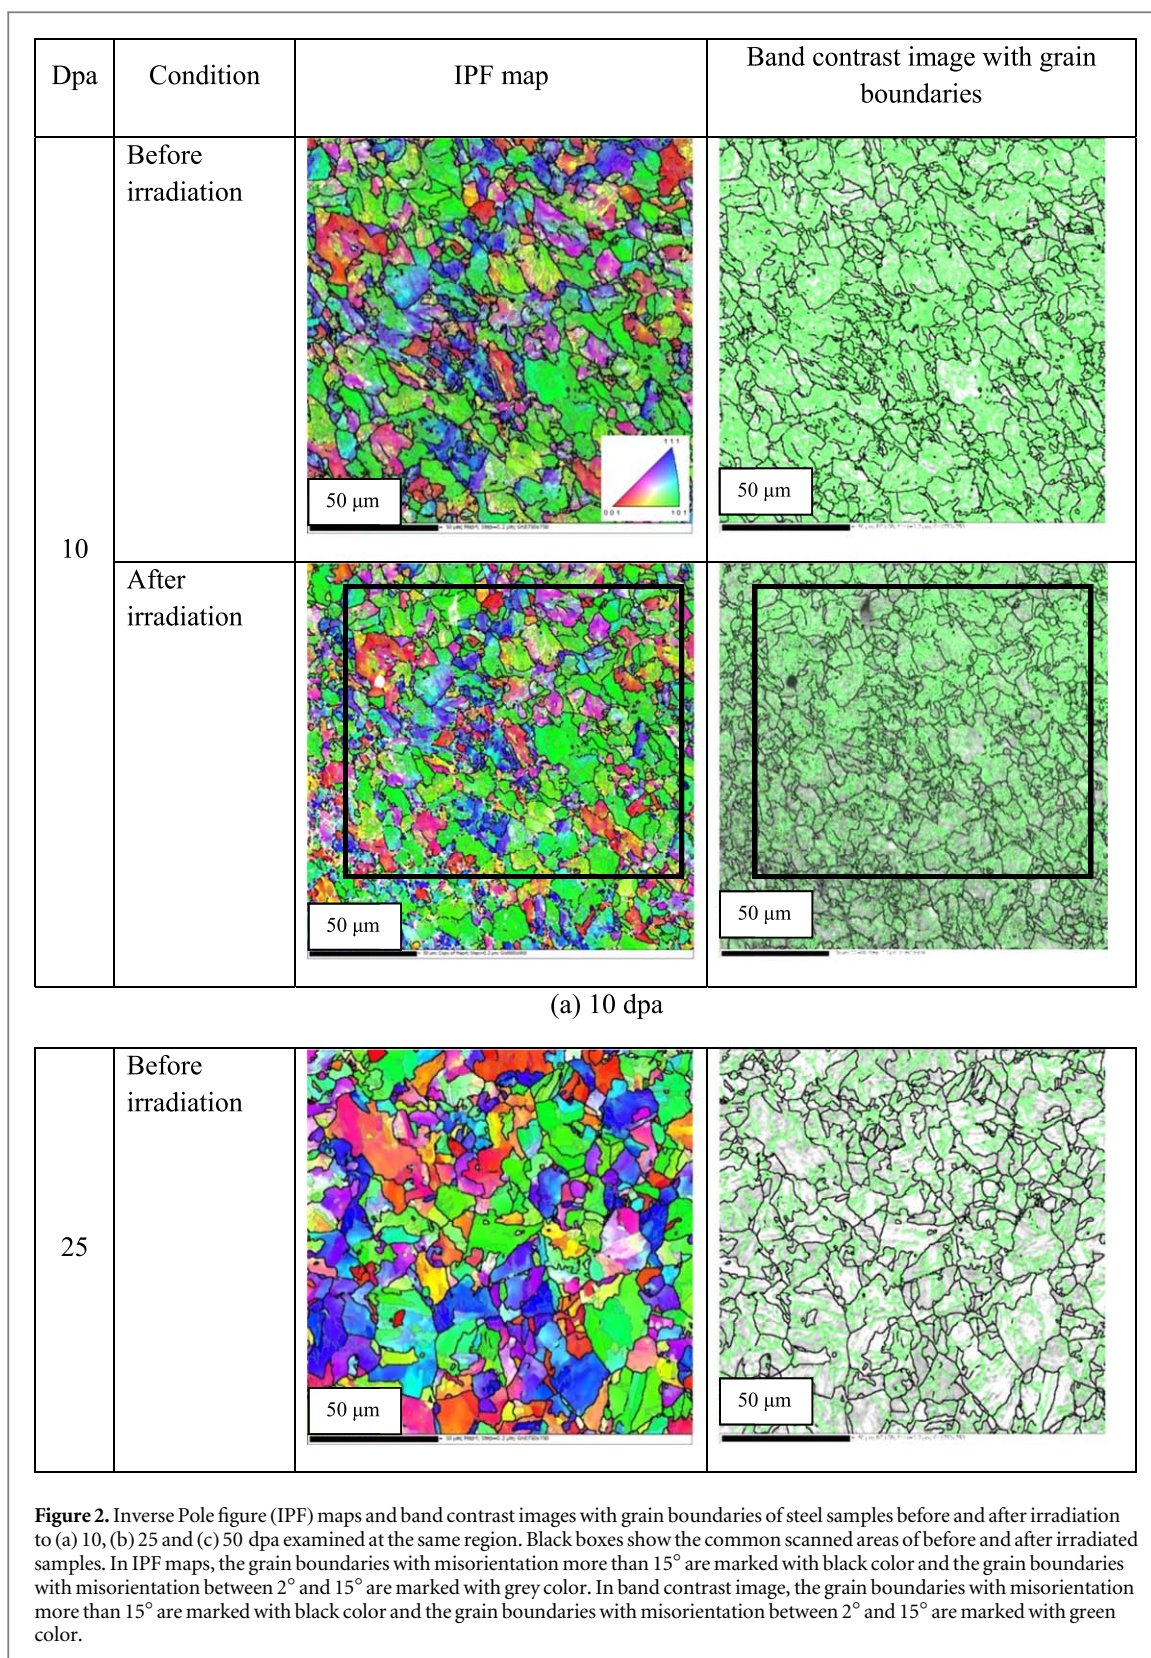 Dpa Condition IPF map Band contrast image with grain
boundaries
Before
irradiation
111
001 101
50 μm 50 μm
10
After
irradiation
50 μm 50 μm
(a) 10 dpa
Before
irradiation
25
50 μm 50 μm
Figure 2. Inverse Pole figure (IPF) maps and band contrast images with grain boundaries of steel samples before and after irradiation
to (a) 10, (b) 25 and (c) 50 dpa examined at the same region. Black boxes show the common scanned areas of before and after irradiated
samples. In IPF maps, the grain boundaries with misorientation more than 15° are marked with black color and the grain boundaries
with misorientation between 2° and 15° are marked with grey color. In band contrast image, the grain boundaries with misorientation
more than 15° are marked with black color and the grain boundaries with misorientation between 2° and 15° are marked with green
color.